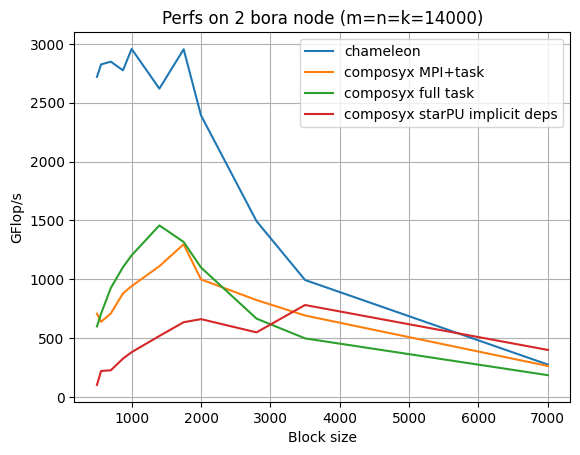 Perfs on 2 bora node (m=n=k=14000)
chameleon
composyx MPI+task
composyx full task
composyx starPU implicit deps
GFlop/s
3000
2500
2000
1500
1000
500
0
1000 2000 3000 4000 5000 6000 7000
Block size